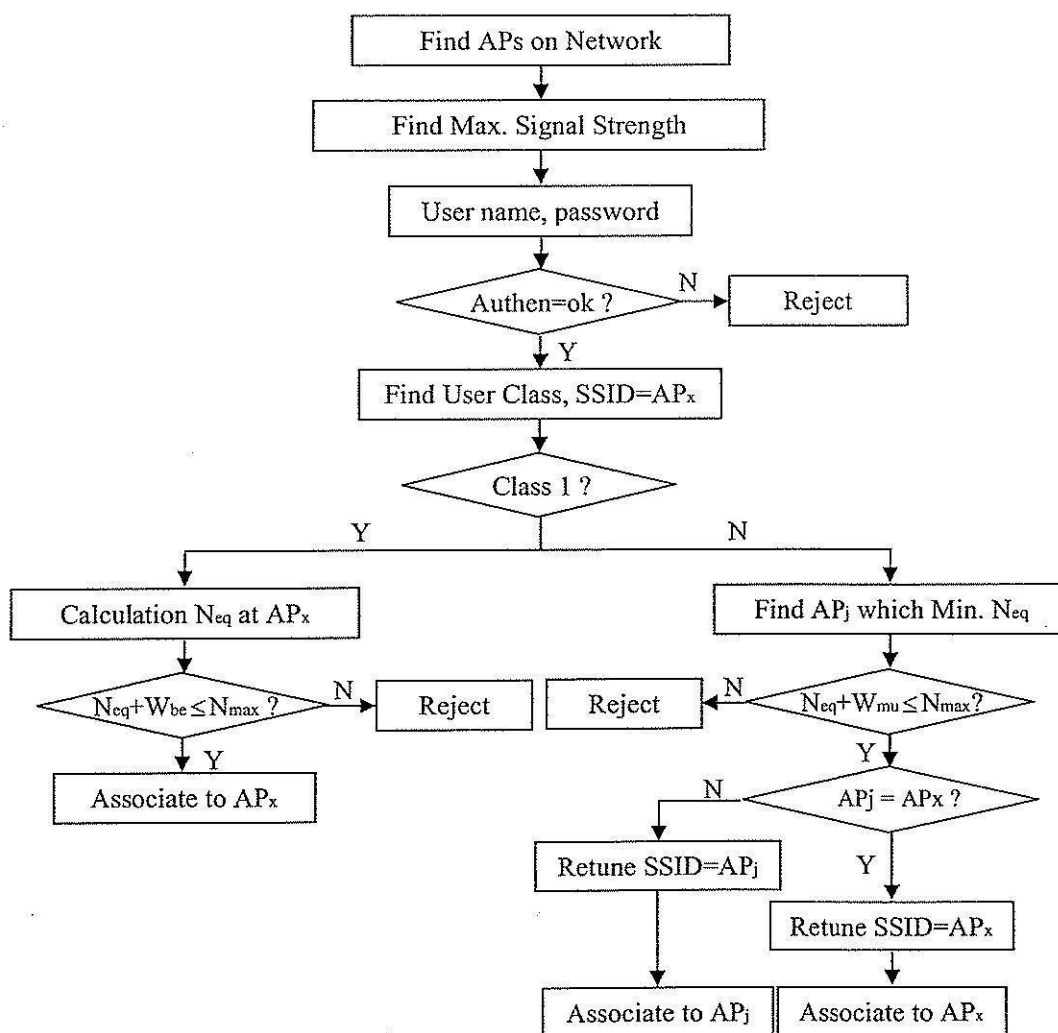 Find APs on Network
Find Max. Signal Strength
User name, password
Authen=ok ?
N
Reject
Y
Find User Class, SSID=APx
Class 1 ?
Y
N
Calculation Neq at APx
Find APj which Min. Neq
Neq+Wbe≤Nmax ?
N
Reject
Reject
N
Neq+Wmu≤Nmax?
Y
Y
Associate to APx
N
APj = APx ?
Retune SSID=APj
Y
Retune SSID=APx
Associate to APj
Associate to APx